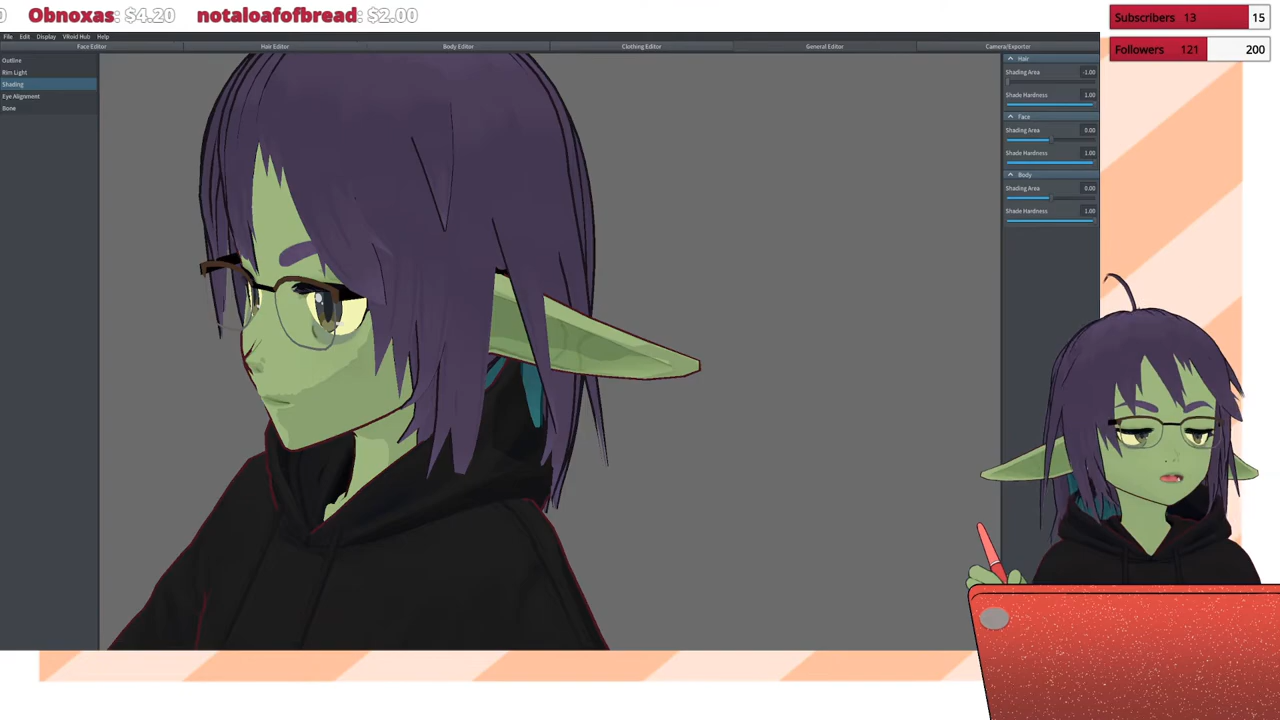 0 Obnoxas: $4.20 notaloafofbread: $2.00
Subscribers 13 15
Followers 121 200
File Edit Display VRoid Hub Help
Face Editor Hair Editor Body Editor Clothing Editor General Editor Camera/Exporter
Outline
Rim Light
Shading
Eye Alignment
Bone
Hair
Shading Area -1.00
Shade Hardness 1.00
Face
Shading Area 0.00
Shade Hardness 1.00
Body
Shading Area 0.00
Shade Hardness 1.00